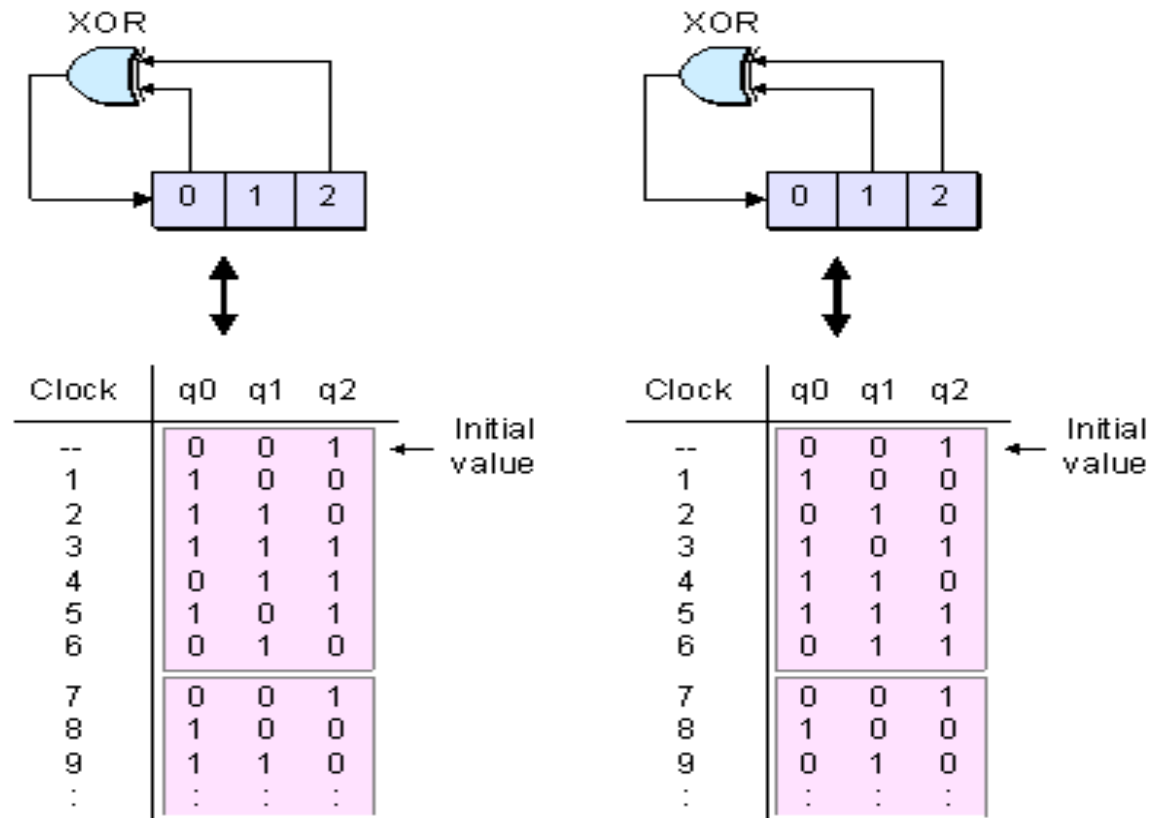 XOR XOR
0 1 2 0 1 2
Clock q0 q1 q2 Clock q0 q1 q2
-- 0 0 1 Initial value -- 0 0 1 Initial value
1 1 0 0 1 1 0 0
2 1 1 0 2 0 1 0
3 1 1 1 3 1 0 1
4 0 1 1 4 1 1 0
5 1 0 1 5 1 1 1
6 0 1 0 6 0 1 1
7 0 0 1 7 0 0 1
8 1 0 0 8 1 0 0
9 1 1 0 9 0 1 0
: : : : : : : :